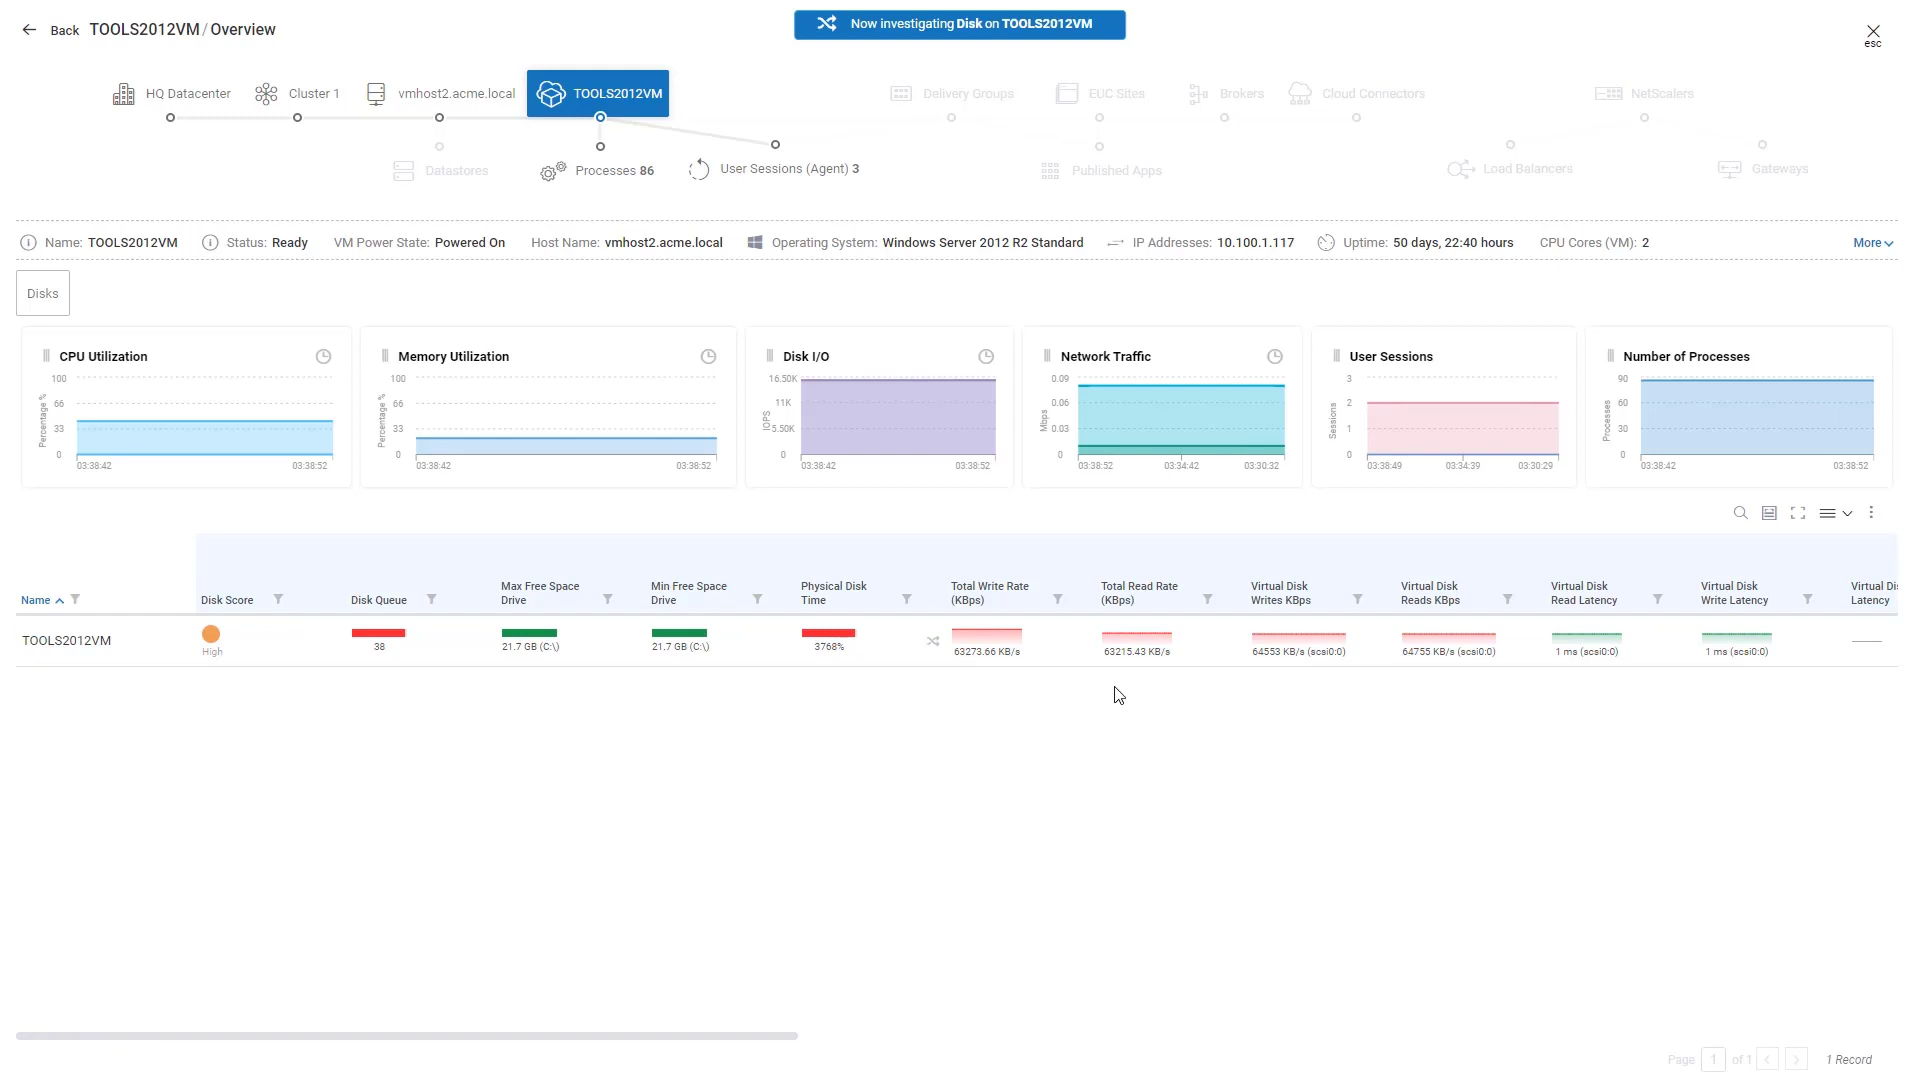 Back TOOLS2012VM / Overview
Now investigating Disk on TOOLS2012VM
esc
HQ Datacenter
Cluster 1
vmhost2.acme.local
TOOLS2012VM
Delivery Groups
EUC Sites
Brokers
Cloud Connectors
NetScalers
Datastores
Processes 86
User Sessions (Agent) 3
Published Apps
Load Balancers
Gateways
Name: TOOLS2012VM Status: Ready VM Power State: Powered On Host Name: vmhost2.acme.local Operating System: Windows Server 2012 R2 Standard IP Addresses: 10.100.1.117 Uptime: 50 days, 22:40 hours CPU Cores (VM): 2 More
Disks
CPU Utilization
100
66
33
0
Percentage %
03:38:42 03:38:52
Memory Utilization
100
66
33
0
Percentage %
03:38:42 03:38:52
Disk I/O
16.50K
11K
5.50K
0
IOPS
03:38:42 03:38:52
Network Traffic
0.09
0.06
0.03
0
Mbps
03:38:52 03:34:42 03:30:32
User Sessions
3
2
1
0
Sessions
03:38:49 03:34:39 03:30:29
Number of Processes
90
60
30
0
Processes
03:38:42 03:38:52
Name
Disk Score
Disk Queue
Max Free Space
Drive
Min Free Space
Drive
Physical Disk
Time
Total Write Rate
(KBps)
Total Read Rate
(KBps)
Virtual Disk
Writes KBps
Virtual Disk
Reads KBps
Virtual Disk
Read Latency
Virtual Disk
Write Latency
Virtual Di
Latency
TOOLS2012VM
High
38
21.7 GB (C:\)
21.7 GB (C:\)
3768%
63273.66 KB/s
63215.43 KB/s
64553 KB/s (scsi0:0)
64755 KB/s (scsi0:0)
1 ms (scsi0:0)
1 ms (scsi0:0)
Page 1 of 1 1 Record